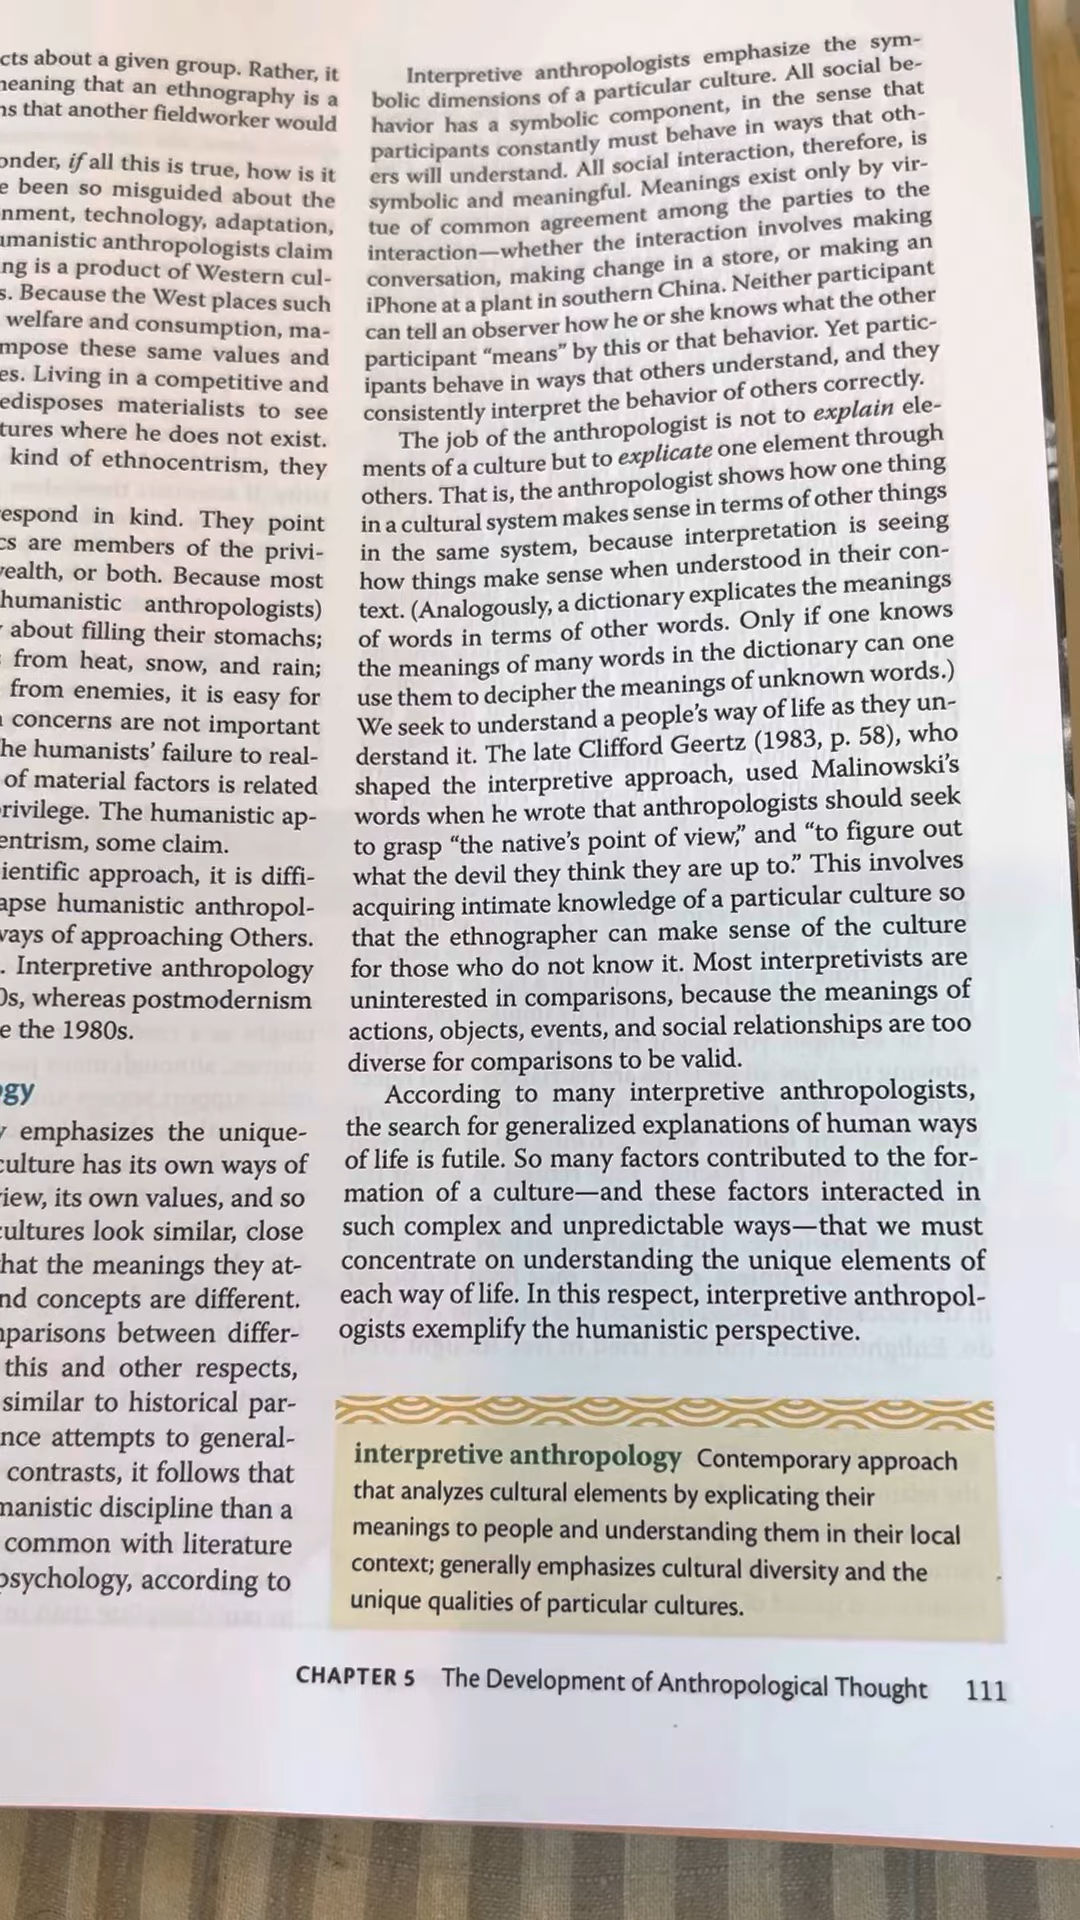 about a given group. Rather, it
meaning that an ethnography is a
that another fieldworker would
if all this is true, how is it
been so misguided about the
technology, adaptation,
anthropologists claim
is a product of Western cul-
Because the West places such
welfare and consumption, ma-
these same values and
Living in a competitive and
materialists to see
where he does not exist.
kind of ethnocentrism, they
in kind. They point
are members of the privi-
or both. Because most
humanistic anthropologists)
about filling their stomachs;
from heat, snow, and rain;
from enemies, it is easy for
concerns are not important
humanists’ failure to real-
of material factors is related
The humanistic ap-
some claim.
approach, it is diffi-
humanistic anthropol-
of approaching Others.
. Interpretive anthropology
whereas postmodernism
the 1980s.
emphasizes the unique-
culture has its own ways of
its own values, and so
cultures look similar, close
that the meanings they at-
concepts are different.
between differ-
this and other respects,
similar to historical par-
attempts to general-
contrasts, it follows that
discipline than a
common with literature
psychology, according to
Interpretive anthropologists emphasize the sym-
bolic dimensions of a particular culture. All social be-
havior has a symbolic component, in the sense that
participants constantly must behave in ways that oth-
ers will understand. All social interaction, therefore, is
symbolic and meaningful. Meanings exist only by vir-
tue of common agreement among the parties to the
interaction—whether the interaction involves making
conversation, making change in a store, or making an
iPhone at a plant in southern China. Neither participant
can tell an observer how he or she knows what the other
participant “means” by this or that behavior. Yet partic-
ipants behave in ways that others understand, and they
consistently interpret the behavior of others correctly.
The job of the anthropologist is not to explain ele-
ments of a culture but to explicate one element through
others. That is, the anthropologist shows how one thing
in a cultural system makes sense in terms of other things
in the same system, because interpretation is seeing
how things make sense when understood in their con-
text. (Analogously, a dictionary explicates the meanings
of words in terms of other words. Only if one knows
the meanings of many words in the dictionary can one
use them to decipher the meanings of unknown words.)
We seek to understand a people’s way of life as they un-
derstand it. The late Clifford Geertz (1983, p. 58), who
shaped the interpretive approach, used Malinowski’s
words when he wrote that anthropologists should seek
to grasp “the native’s point of view,” and “to figure out
what the devil they think they are up to.” This involves
acquiring intimate knowledge of a particular culture so
that the ethnographer can make sense of the culture
for those who do not know it. Most interpretivists are
uninterested in comparisons, because the meanings of
actions, objects, events, and social relationships are too
diverse for comparisons to be valid.
According to many interpretive anthropologists,
the search for generalized explanations of human ways
of life is futile. So many factors contributed to the for-
mation of a culture—and these factors interacted in
such complex and unpredictable ways—that we must
concentrate on understanding the unique elements of
each way of life. In this respect, interpretive anthropol-
ogists exemplify the humanistic perspective.
interpretive anthropology Contemporary approach
that analyzes cultural elements by explicating their
meanings to people and understanding them in their local
context; generally emphasizes cultural diversity and the
unique qualities of particular cultures.
CHAPTER 5 The Development of Anthropological Thought 111